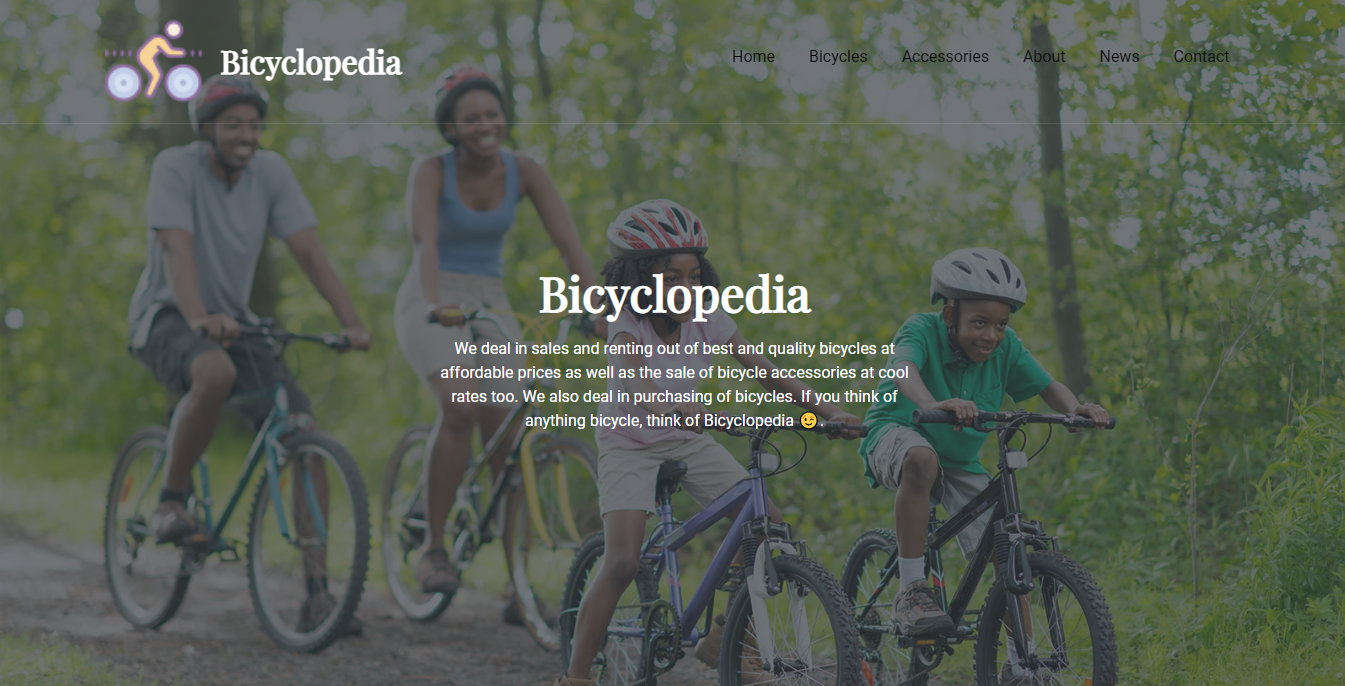 Bicyclopedia
Home Bicycles Accessories About News Contact
Bicyclopedia
We deal in sales and renting out of best and quality bicycles at
affordable prices as well as the sale of bicycle accessories at cool
rates too. We also deal in purchasing of bicycles. If you think of
anything bicycle, think of Bicyclopedia 😉.